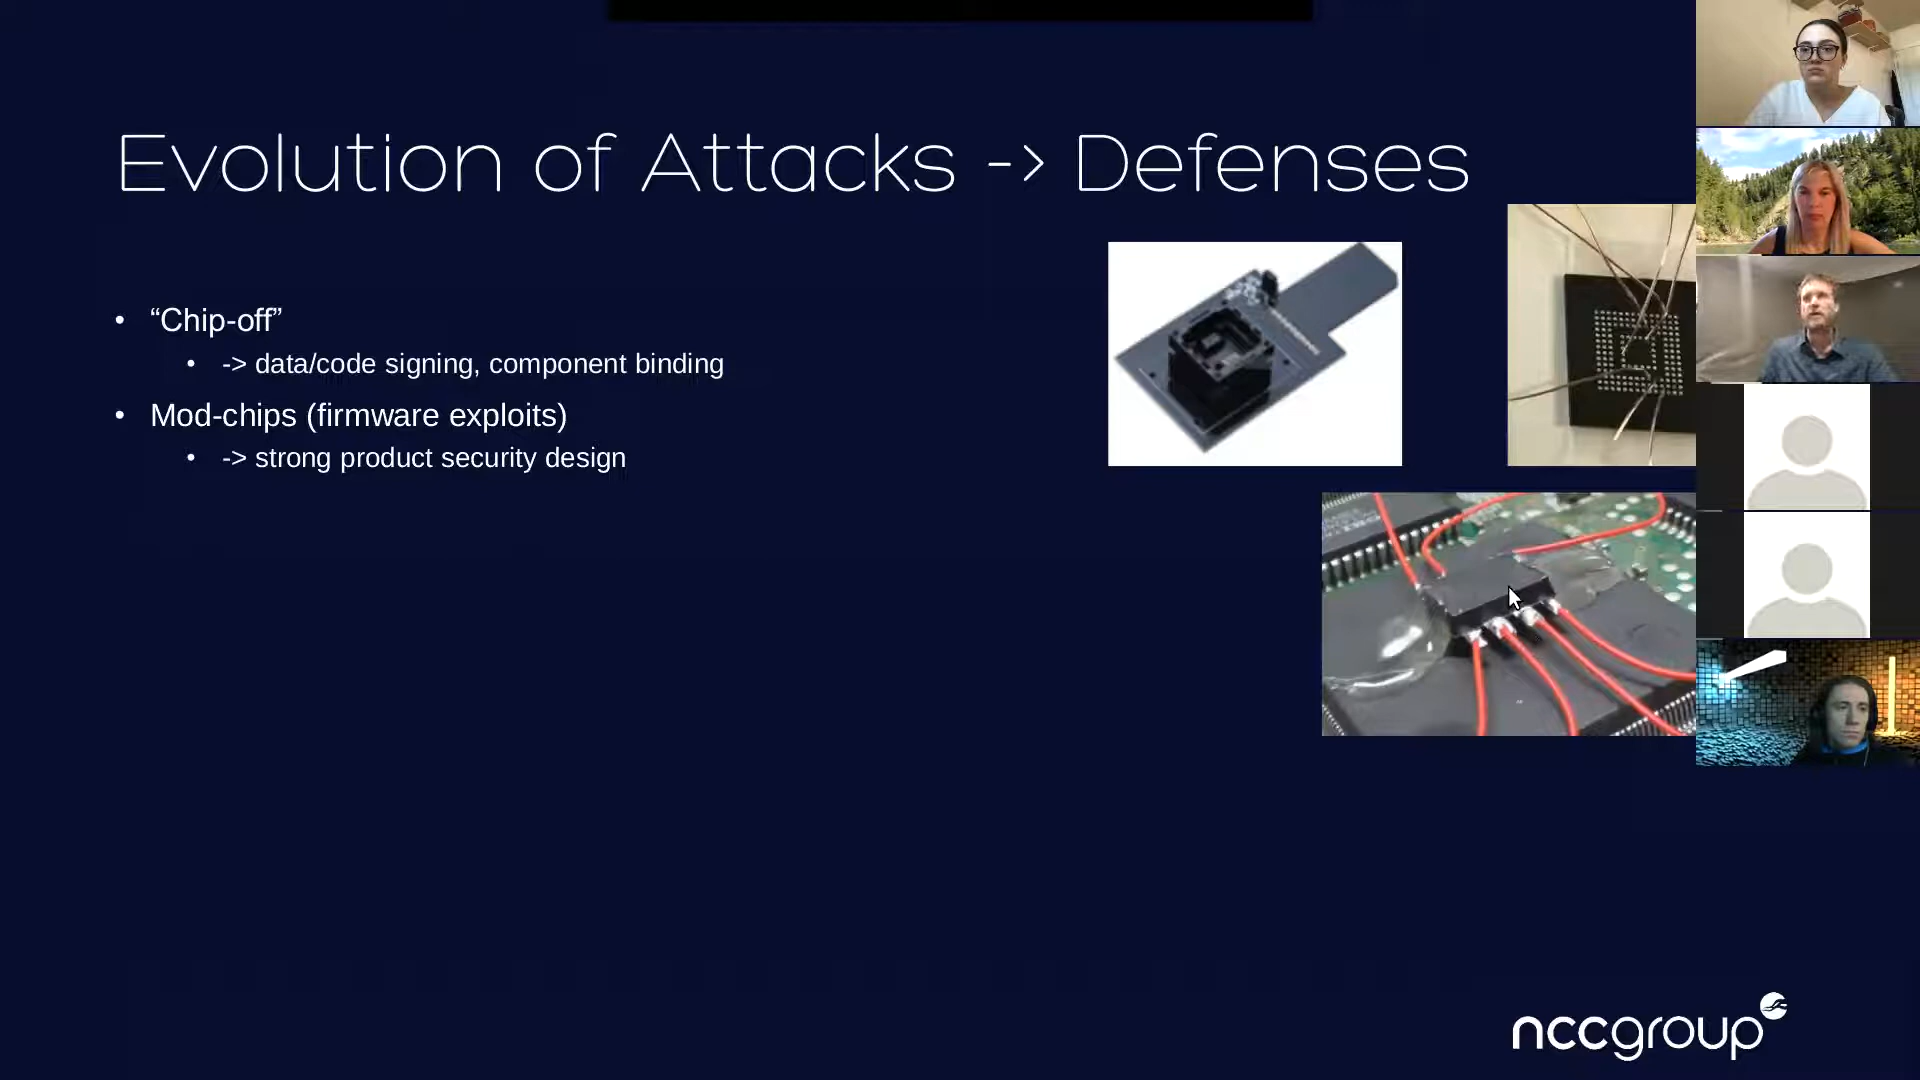 Evolution of Attacks -> Defenses
• “Chip-off”
• -> data/code signing, component binding
• Mod-chips (firmware exploits)
• -> strong product security design
nccgroup